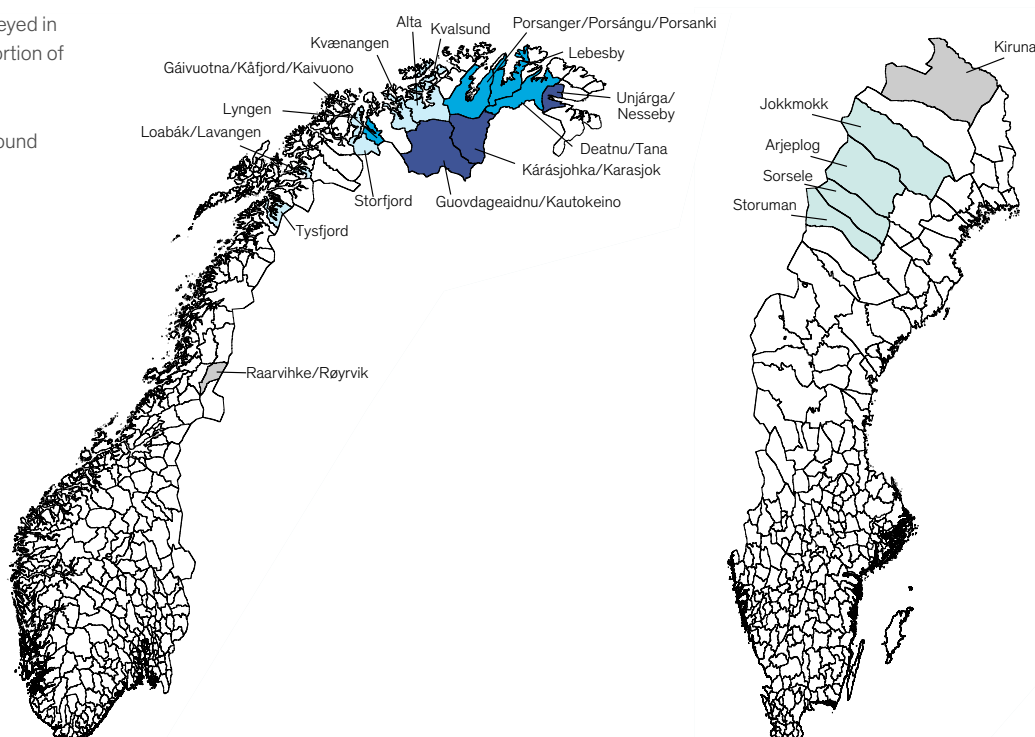 eyed in
ortion of
ound
Alta
Kvalsund
Porsanger/Porsángu/Porsanki
Kvænangen
Lebesby
Gáivuotna/Kåfjord/Kaivuono
Lyngen
Unjárga/
Nesseby
Loabák/Lavangen
Deatnu/Tana
Kárásjohka/Karasjok
Storfjord
Guovdageaidnu/Kautokeino
Tysfjord
Raarvihke/Røyrvik
Kiruna
Jokkmokk
Arjeplog
Sorsele
Storuman